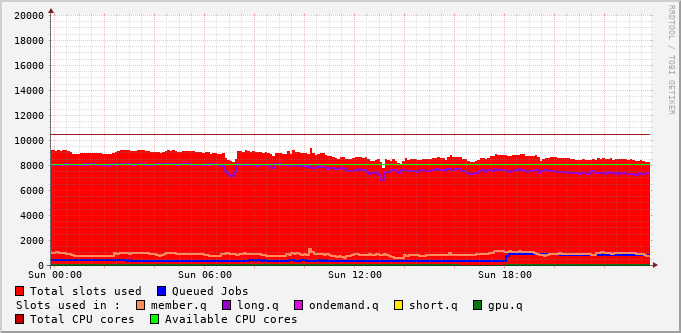 20000
18000
16000
14000
12000
10000
8000
6000
4000
2000
0
Sun 00:00 Sun 06:00 Sun 12:00 Sun 18:00
Total slots used Queued Jobs
Slots used in : member.q long.q ondemand.q short.q gpu.q
Total CPU cores Available CPU cores
RRDTOOL / TOBI OETIKER